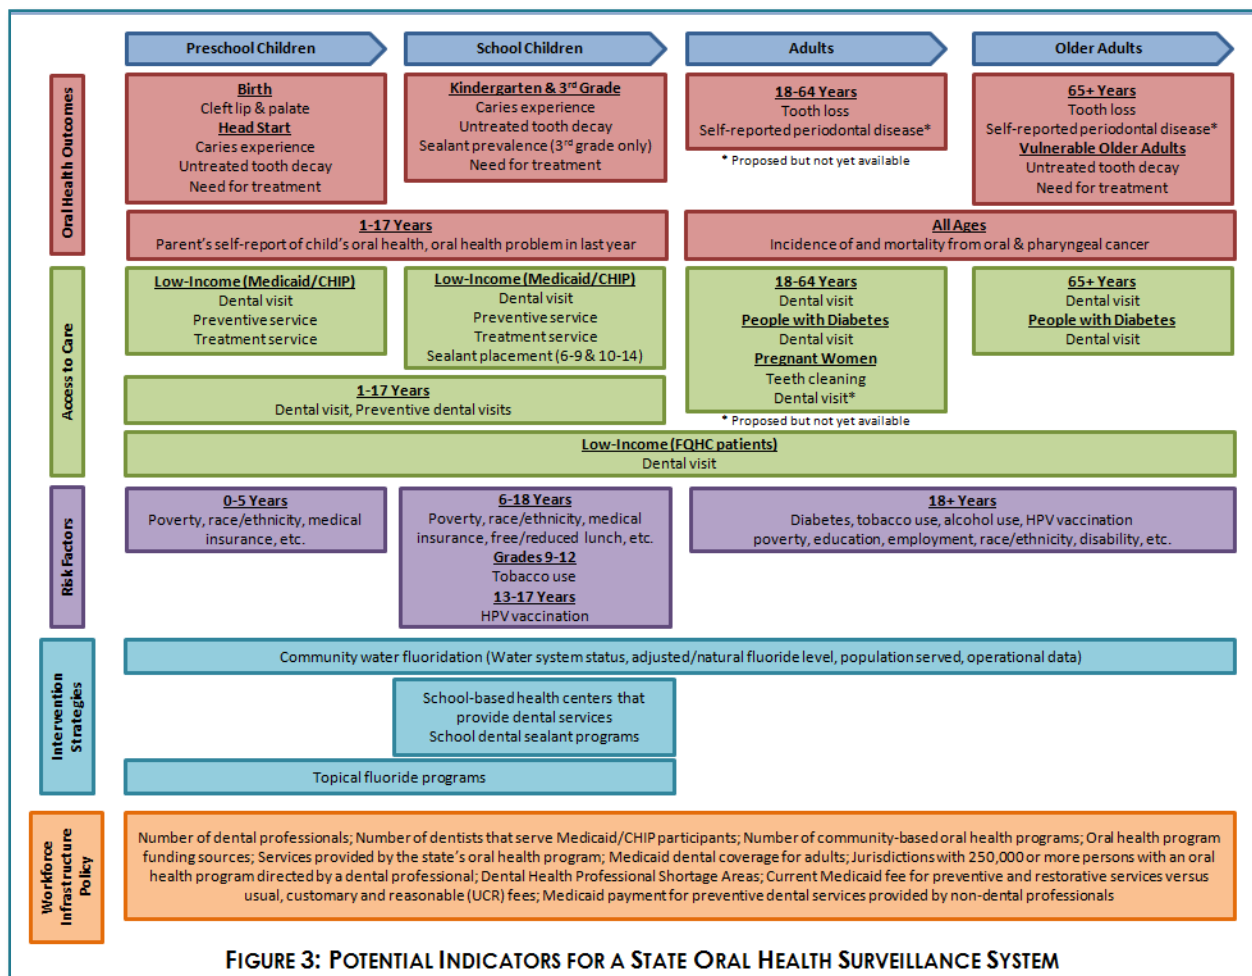 Preschool Children
School Children
Adults
Older Adults
Oral Health Outcomes
Birth
Cleft lip & palate
Head Start
Caries experience
Untreated tooth decay
Need for treatment
Kindergarten & 3rd Grade
Caries experience
Untreated tooth decay
Sealant prevalence (3rd grade only)
Need for treatment
18-64 Years
Tooth loss
Self-reported periodontal disease*
* Proposed but not yet available
65+ Years
Tooth loss
Self-reported periodontal disease*
Vulnerable Older Adults
Untreated tooth decay
Need for treatment
1-17 Years
Parent's self-report of child's oral health, oral health problem in last year
All Ages
Incidence of and mortality from oral & pharyngeal cancer
Access to Care
Low-Income (Medicaid/CHIP)
Dental visit
Preventive service
Treatment service
Low-Income (Medicaid/CHIP)
Dental visit
Preventive service
Treatment service
Sealant placement (6-9 & 10-14)
18-64 Years
Dental visit
People with Diabetes
Dental visit
Pregnant Women
Teeth cleaning
Dental visit*
* Proposed but not yet available
65+ Years
Dental visit
People with Diabetes
Dental visit
1-17 Years
Dental visit, Preventive dental visits
Low-Income (FQHC patients)
Dental visit
Risk Factors
0-5 Years
Poverty, race/ethnicity, medical
insurance, etc.
6-18 Years
Poverty, race/ethnicity, medical
insurance, free/reduced lunch, etc.
Grades 9-12
Tobacco use
13-17 Years
HPV vaccination
18+ Years
Diabetes, tobacco use, alcohol use, HPV vaccination
poverty, education, employment, race/ethnicity, disability, etc.
Intervention
Strategies
Community water fluoridation (Water system status, adjusted/natural fluoride level, population served, operational data)
School-based health centers that
provide dental services
School dental sealant programs
Topical fluoride programs
Workforce
Infrastructure
Policy
Number of dental professionals; Number of dentists that serve Medicaid/CHIP participants; Number of community-based oral health programs; Oral health program
funding sources; Services provided by the state's oral health program; Medicaid dental coverage for adults; Jurisdictions with 250,000 or more persons with an oral
health program directed by a dental professional; Dental Health Professional Shortage Areas; Current Medicaid fee for preventive and restorative services versus
usual, customary and reasonable (UCR) fees; Medicaid payment for preventive dental services provided by non-dental professionals
FIGURE 3: POTENTIAL INDICATORS FOR A STATE ORAL HEALTH SURVEILLANCE SYSTEM